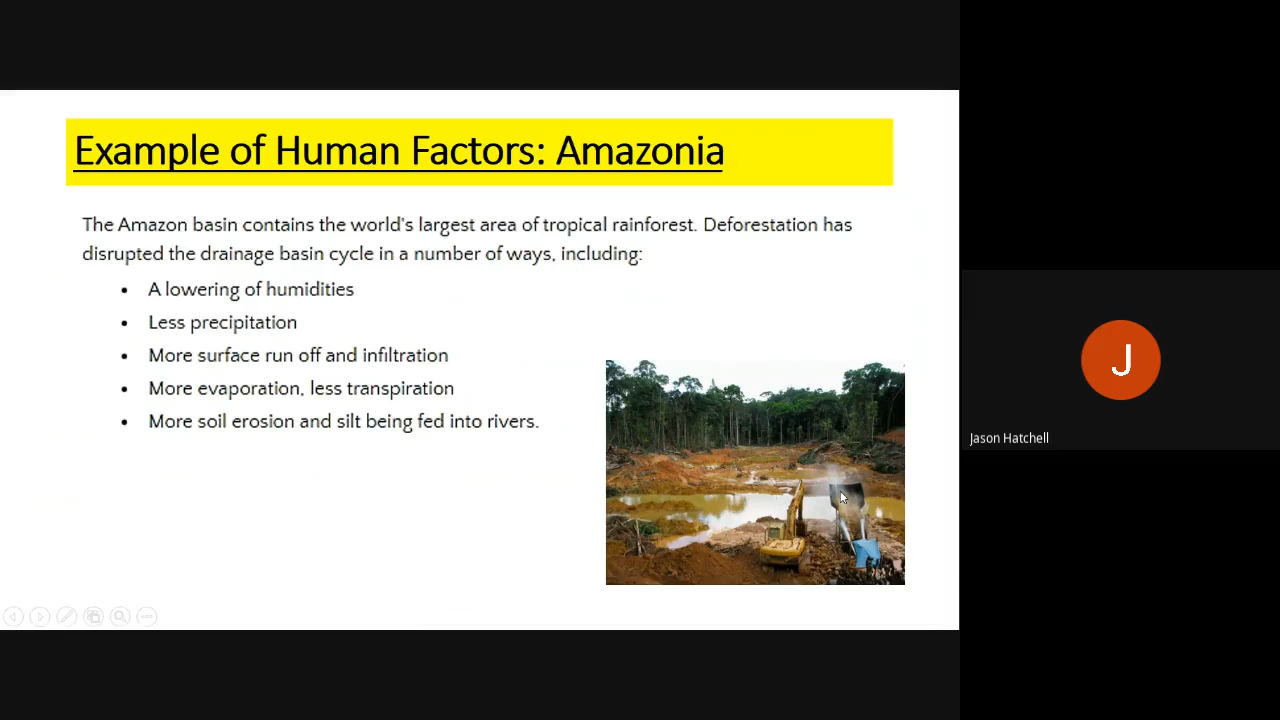 Example of Human Factors: Amazonia
The Amazon basin contains the world's largest area of tropical rainforest. Deforestation has
disrupted the drainage basin cycle in a number of ways, including:
• A lowering of humidities
• Less precipitation
• More surface run off and infiltration
• More evaporation, less transpiration
• More soil erosion and silt being fed into rivers.
J
Jason Hatchell